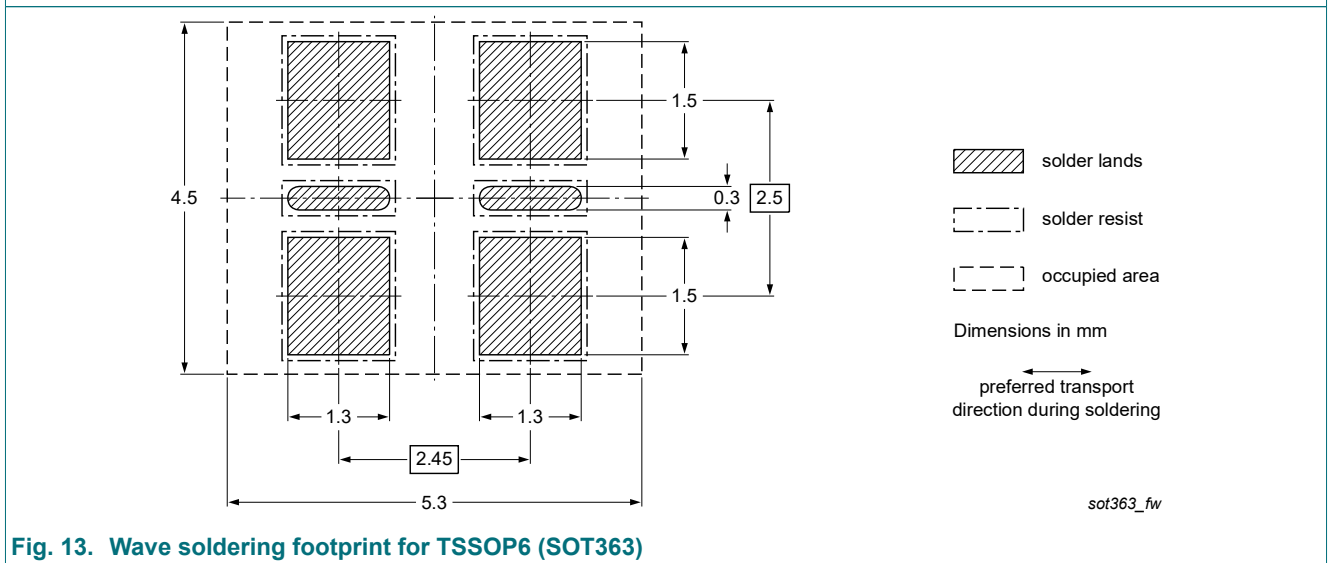 1.5
4.5
0.3 2.5
1.5
1.3 1.3
2.45
5.3
solder lands
solder resist
occupied area
Dimensions in mm
preferred transport
direction during soldering
sot363_fw
Fig. 13. Wave soldering footprint for TSSOP6 (SOT363)